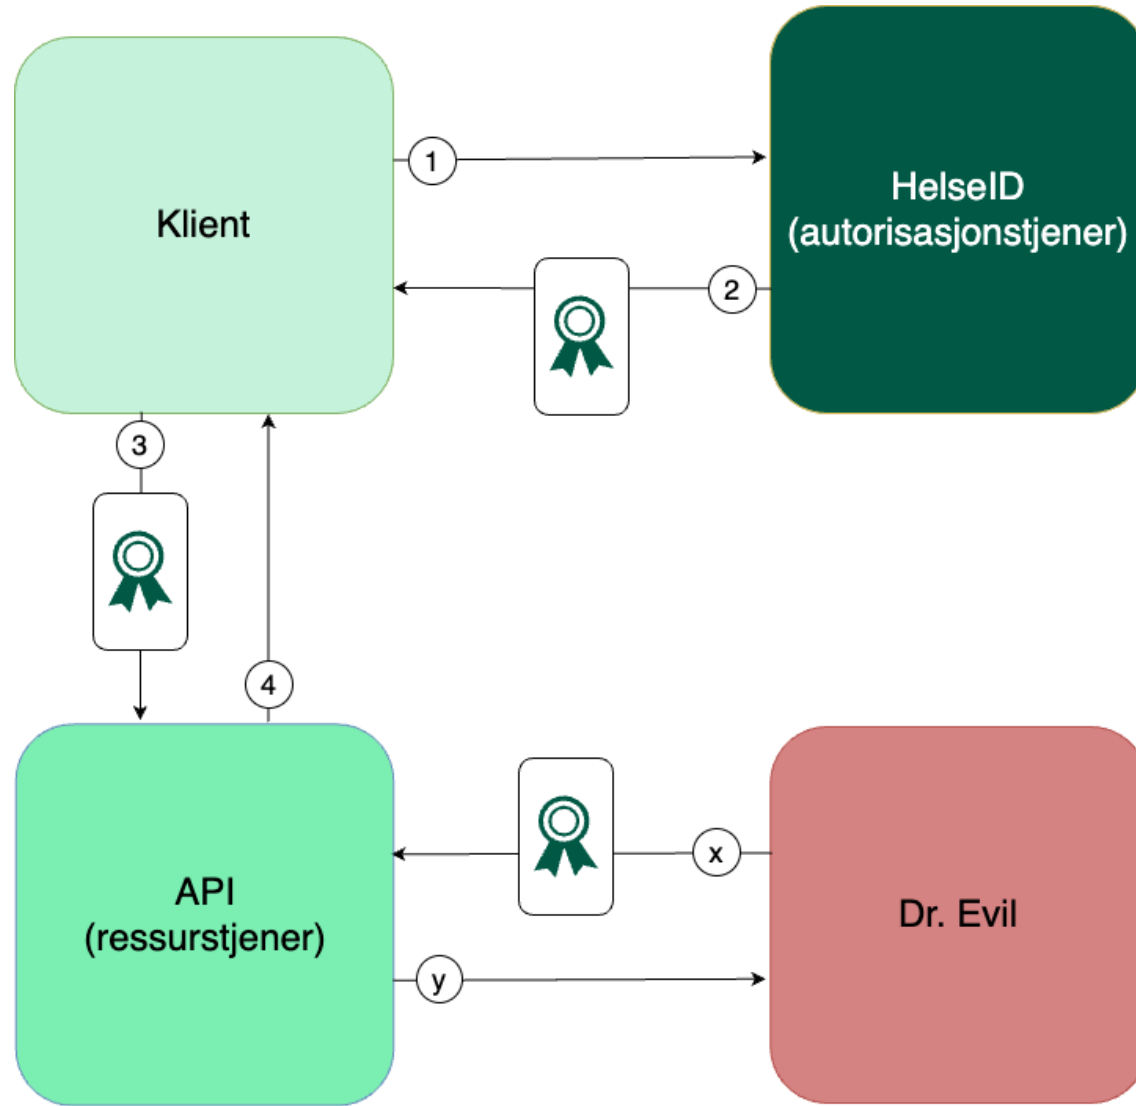 Klient
1
HelseID
(autorisasjonstjener)
2
3
4
API
(ressurstjener)
x
Dr. Evil
y